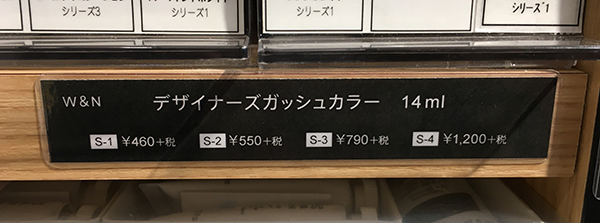 シリーズ3
シリーズ1
シリーズ1
W&N デザイナーズガッシュカラー 14ml
S-1 ¥460+税 S-2 ¥550+税 S-3 ¥790+税 S-4 ¥1,200+税